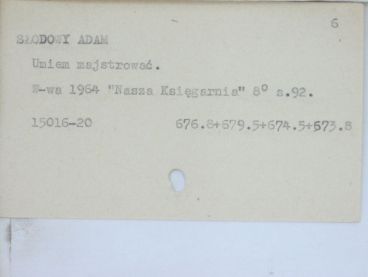 6
SŁODOWY ADAM
Umiem majstrować.
W-wa 1964 "Nasza Księgarnia" 8° s.92.
15016-20 676.8+679.5+674.5+673.8